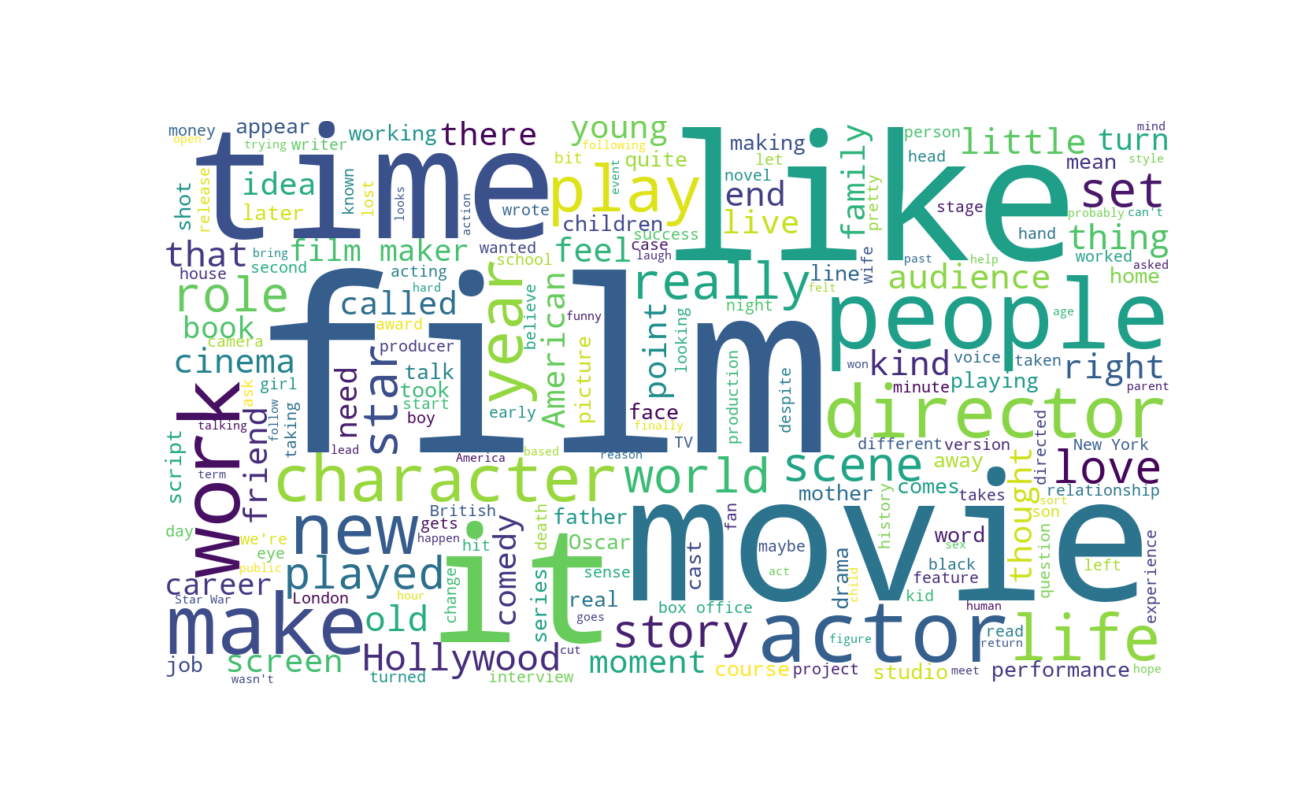 money
open
appear
trying
writer
working
there
young
following
making
person
little
turn
mind
style
time
like
shot
release
idea
later
known
lost
looks
action
wrote
bit
event
quite
play
children
success
let
novel
end
live
family
pretty
head
stage
mean
set
probably
can't
hand
thing
worked
asked
home
that
bring
film maker
wanted
feel
case
laugh
house
second
acting
hard
school
really
line
felt
wife
past
help
audience
role
called
film
year
believe
American
funny
night
point
looking
people
age
book
camera
award
producer
cinema
star
talk
took
start
boy
early
picture
face
finally
production
despite
won
kind
minute
voice
playing
taken
right
parent
work
talking
girl
ask
follow
taking
friend
need
lead
America
based
reason
TV
director
different
version
directed
New York
script
term
character
world
scene
away
love
mother
comes
takes
thought
relationship
sort
son
day
we're
eye
public
new
British
gets
happen
hit
comedy
death
father
Oscar
sense
movie
fan
cast
maybe
act
history
word
sex
black
feature
drama
child
kid
question
left
experience
career
Star War
London
played
hour
change
it
series
real
goes
box office
human
make
old
story
actor
figure
read
return
life
job
screen
wasn't
Hollywood
turned
cut
interview
moment
course
project
studio
meet
performance
hope